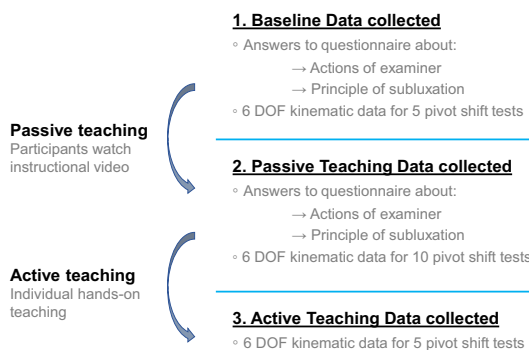 1. Baseline Data collected
◦ Answers to questionnaire about:
→ Actions of examiner
→ Principle of subluxation
◦ 6 DOF kinematic data for 5 pivot shift tests
Passive teaching
Participants watch
instructional video
2. Passive Teaching Data collected
◦ Answers to questionnaire about:
→ Actions of examiner
→ Principle of subluxation
◦ 6 DOF kinematic data for 10 pivot shift tests
Active teaching
Individual hands-on
teaching
3. Active Teaching Data collected
◦ 6 DOF kinematic data for 5 pivot shift tests